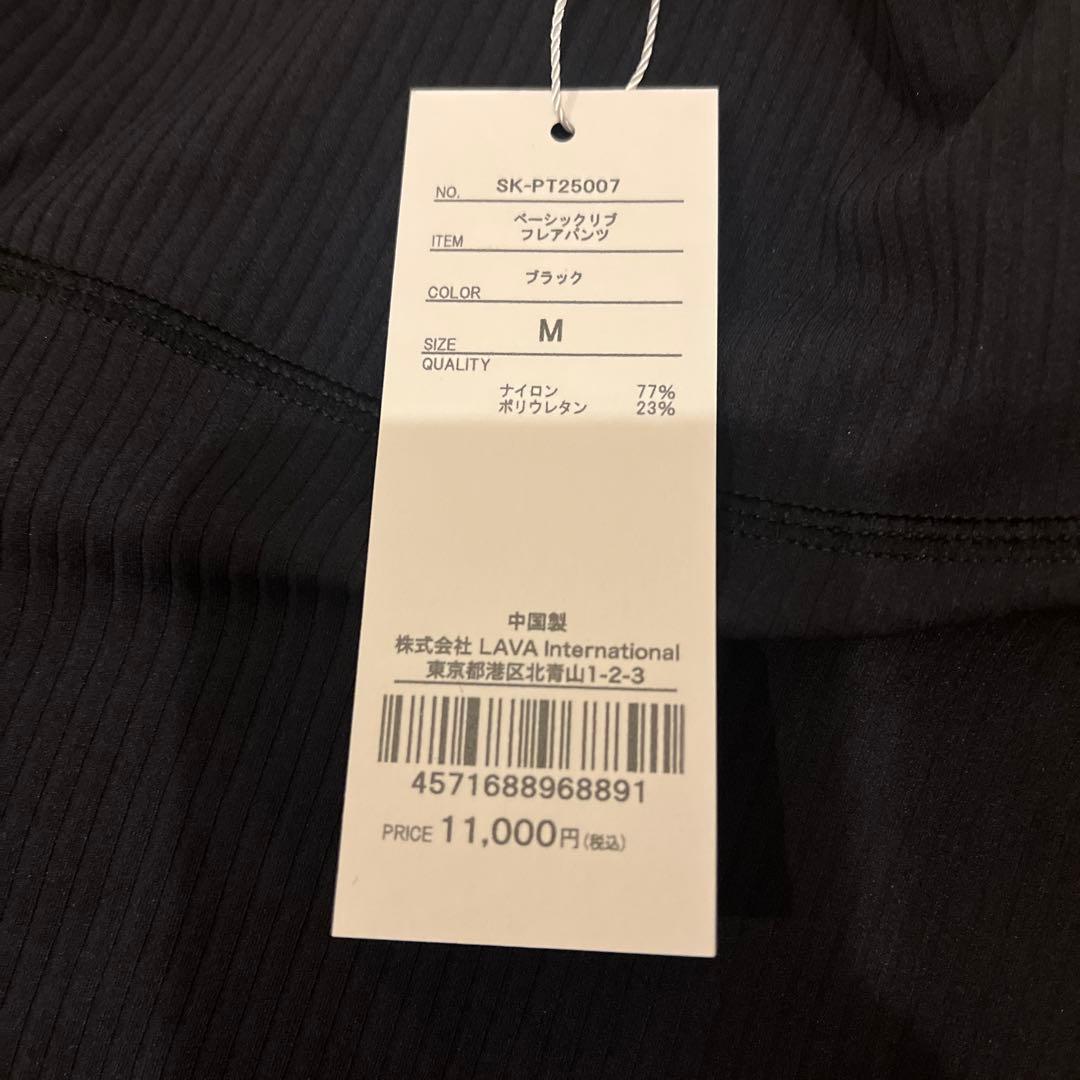 NO. SK-PT25007
ベーシックリブ
ITEM フレアパンツ
COLOR ブラック
SIZE M
QUALITY
ナイロン 77%
ポリウレタン 23%
中国製
株式会社 LAVA International
東京都港区北青山1-2-3
4571688968891
PRICE 11,000円(税込)